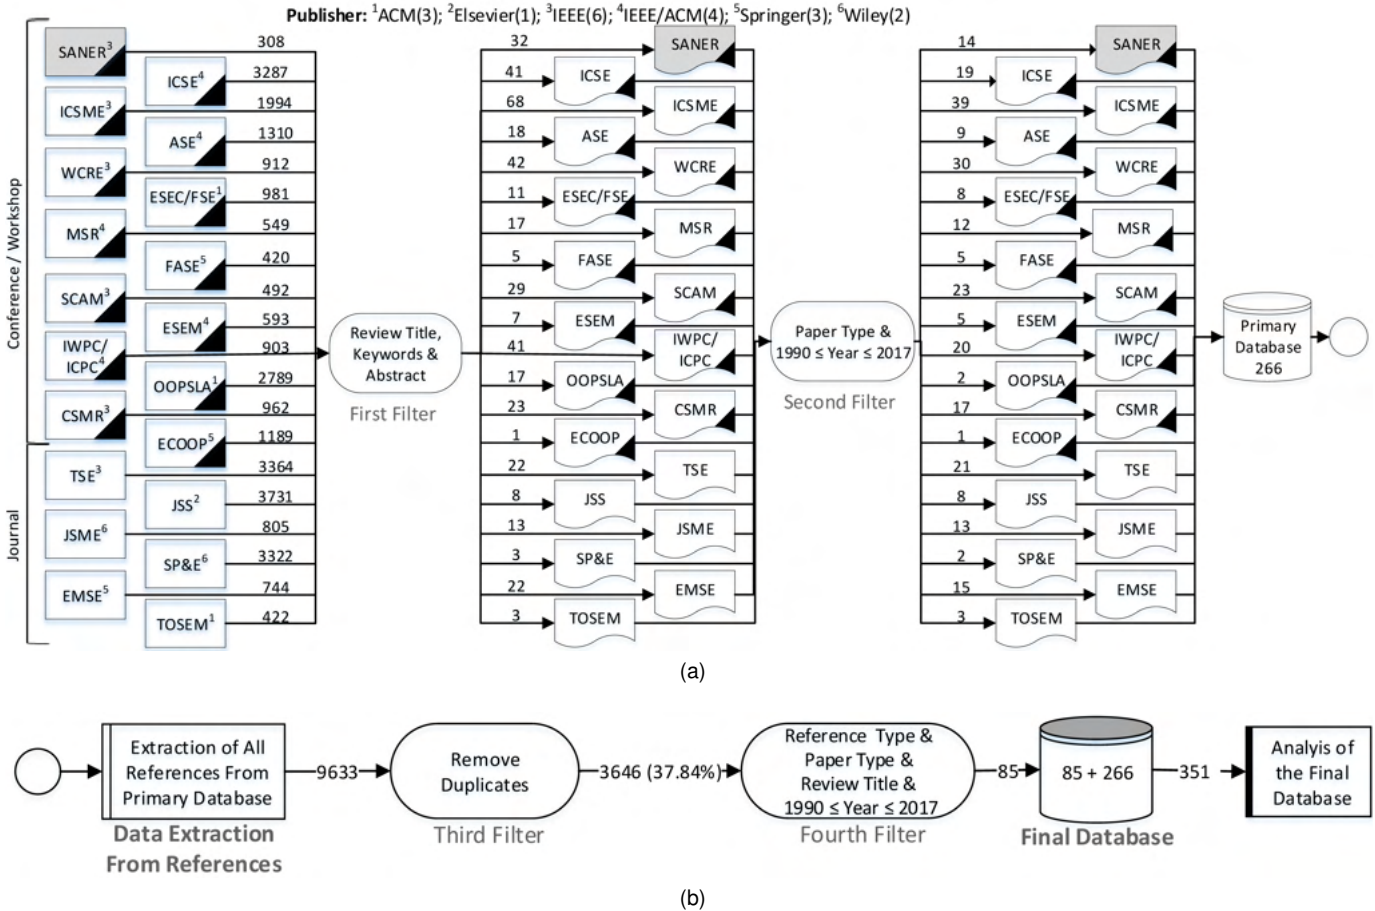 Publisher: ¹ACM(3); ²Elsevier(1); ³IEEE(6); ⁴IEEE/ACM(4); ⁵Springer(3); ⁶Wiley(2)
Conference / Workshop
Journal
SANER³
308
ICSE⁴
3287
ICSME³
1994
ASE⁴
1310
WCRE³
912
ESEC/FSE¹
981
MSR⁴
549
FASE⁵
420
SCAM³
492
ESEM⁴
593
IWPC/
ICPC⁴
903
OOPSLA¹
2789
CSMR³
962
ECOOP⁵
1189
TSE³
3364
JSS²
3731
JSME⁶
805
SP&E⁶
3322
EMSE⁵
744
TOSEM¹
422
Review Title,
Keywords &
Abstract
First Filter
32
SANER
41
ICSE
68
ICSME
18
ASE
42
WCRE
11
ESEC/FSE
17
MSR
5
FASE
29
SCAM
7
ESEM
41
IWPC/
ICPC
17
OOPSLA
23
CSMR
1
ECOOP
22
TSE
8
JSS
13
JSME
3
SP&E
22
EMSE
3
TOSEM
Paper Type &
1990 ≤ Year ≤ 2017
Second Filter
14
SANER
19
ICSE
39
ICSME
9
ASE
30
WCRE
8
ESEC/FSE
12
MSR
5
FASE
23
SCAM
5
ESEM
20
IWPC/
ICPC
2
OOPSLA
17
CSMR
1
ECOOP
21
TSE
8
JSS
13
JSME
2
SP&E
15
EMSE
3
TOSEM
Primary
Database
266
(a)
Extraction of All
References From
Primary Database
Data Extraction
From References
9633
Remove
Duplicates
Third Filter
3646 (37.84%)
Reference Type &
Paper Type &
Review Title &
1990 ≤ Year ≤ 2017
Fourth Filter
85
85 + 266
Final Database
351
Analyis of
the Final
Database
(b)